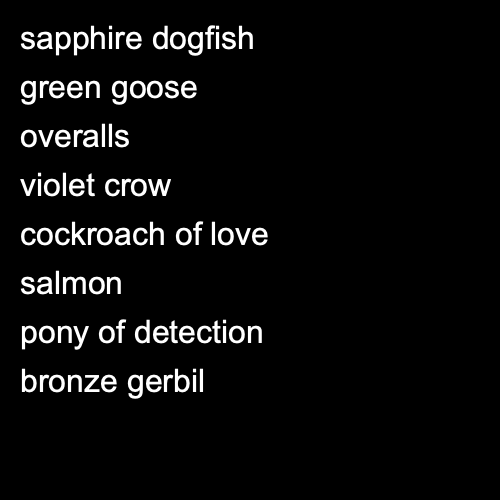 sapphire dogfish
green goose
overalls
violet crow
cockroach of love
salmon
pony of detection
bronze gerbil